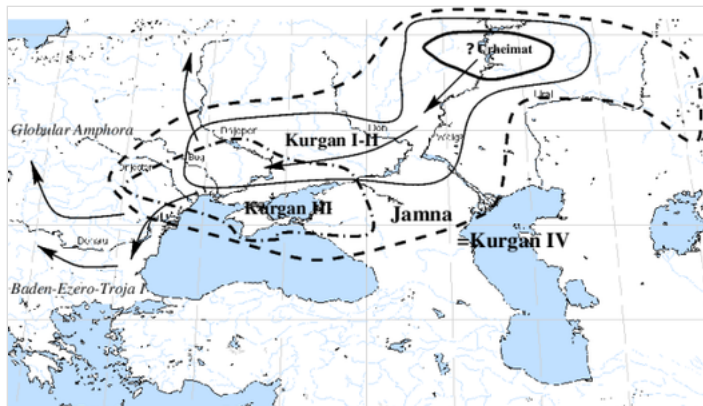 ? Urheimat
Ural
Globular Amphora
Dnjepr
Don
Kurgan I-II
Wolga
Bug
Dnjestr
Kurgan III
Jamna
Donau
=Kurgan IV
Baden-Ezero-Troja I